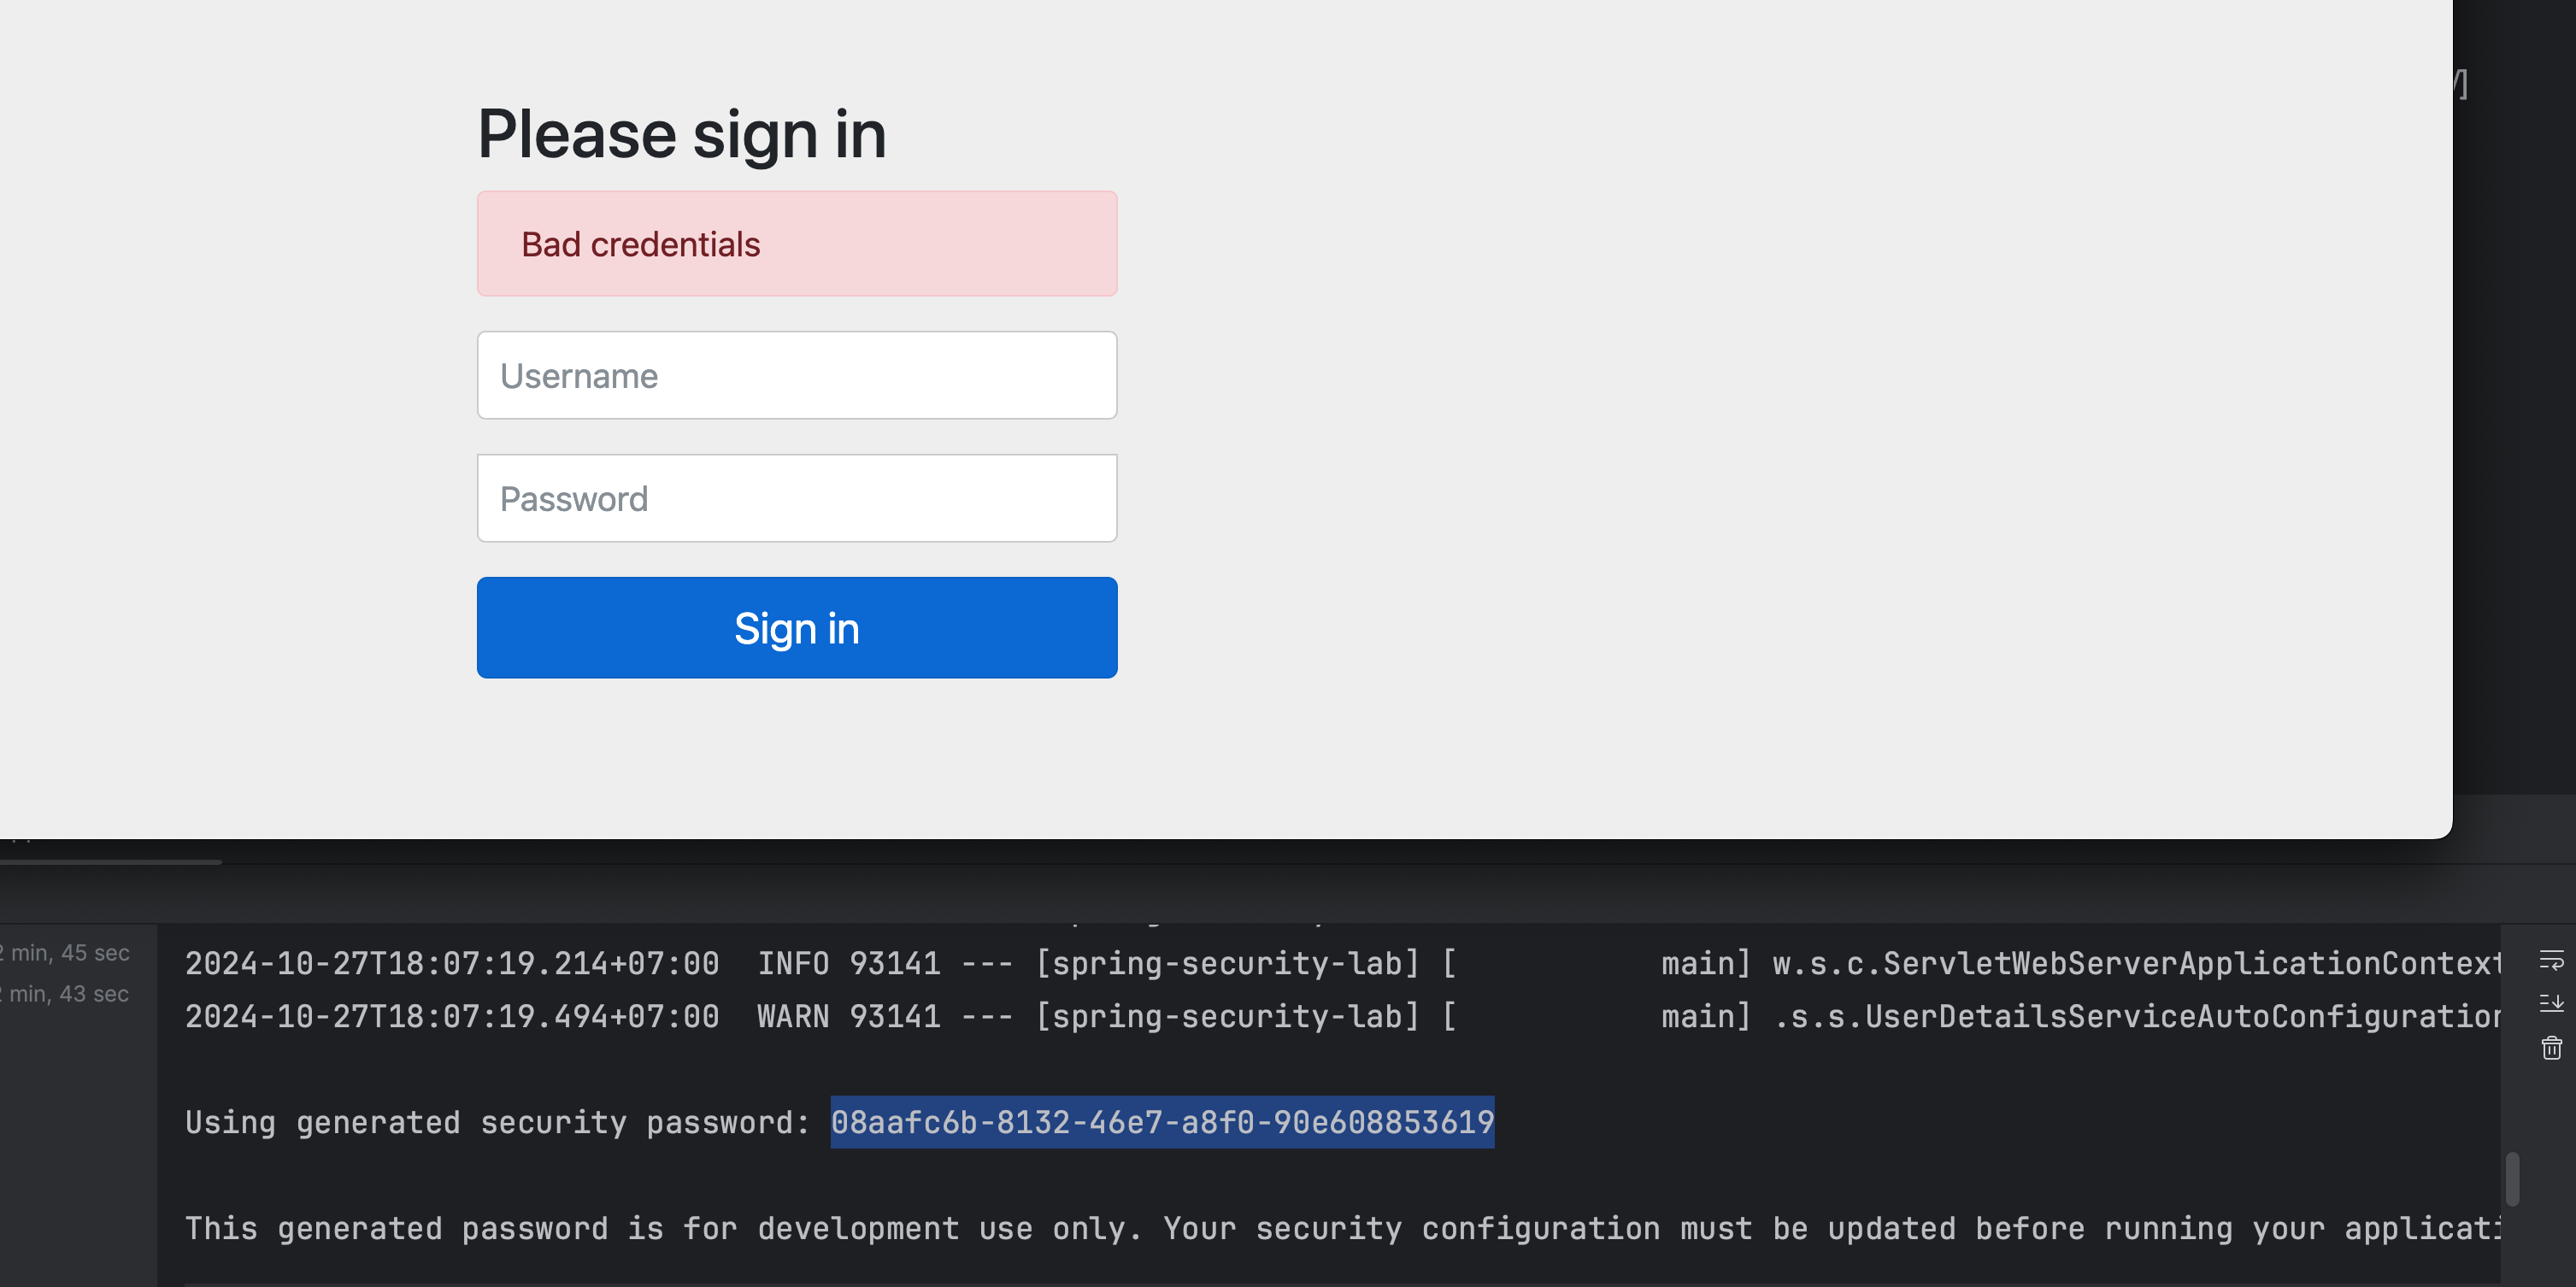 /]
Please sign in
Bad credentials
Username
Password
Sign in
2 min, 45 sec
2 min, 43 sec
2024-10-27T18:07:19.214+07:00  INFO 93141 --- [spring-security-lab] [           main] w.s.c.ServletWebServerApplicationContext
2024-10-27T18:07:19.494+07:00  WARN 93141 --- [spring-security-lab] [           main] .s.s.UserDetailsServiceAutoConfiguration
Using generated security password: 08aafc6b-8132-46e7-a8f0-90e608853619
This generated password is for development use only. Your security configuration must be updated before running your applicati